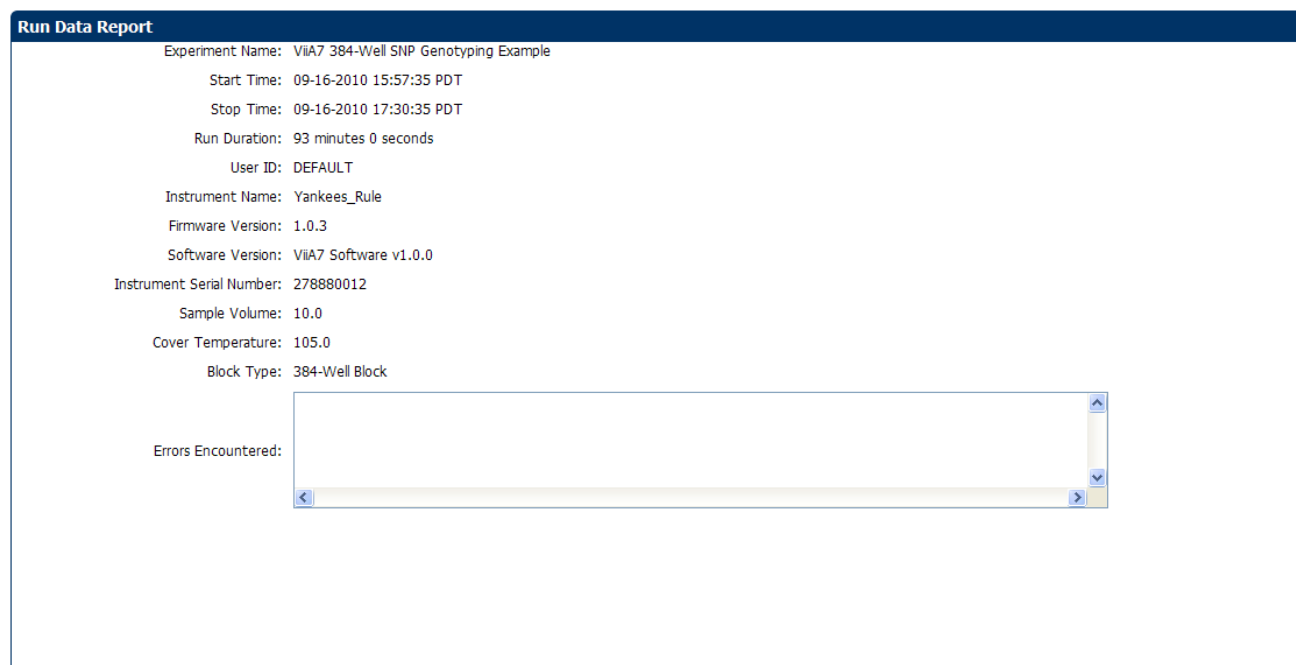 Run Data Report
Experiment Name: ViiA7 384-Well SNP Genotyping Example
Start Time: 09-16-2010 15:57:35 PDT
Stop Time: 09-16-2010 17:30:35 PDT
Run Duration: 93 minutes 0 seconds
User ID: DEFAULT
Instrument Name: Yankees_Rule
Firmware Version: 1.0.3
Software Version: ViiA7 Software v1.0.0
Instrument Serial Number: 278880012
Sample Volume: 10.0
Cover Temperature: 105.0
Block Type: 384-Well Block
Errors Encountered: